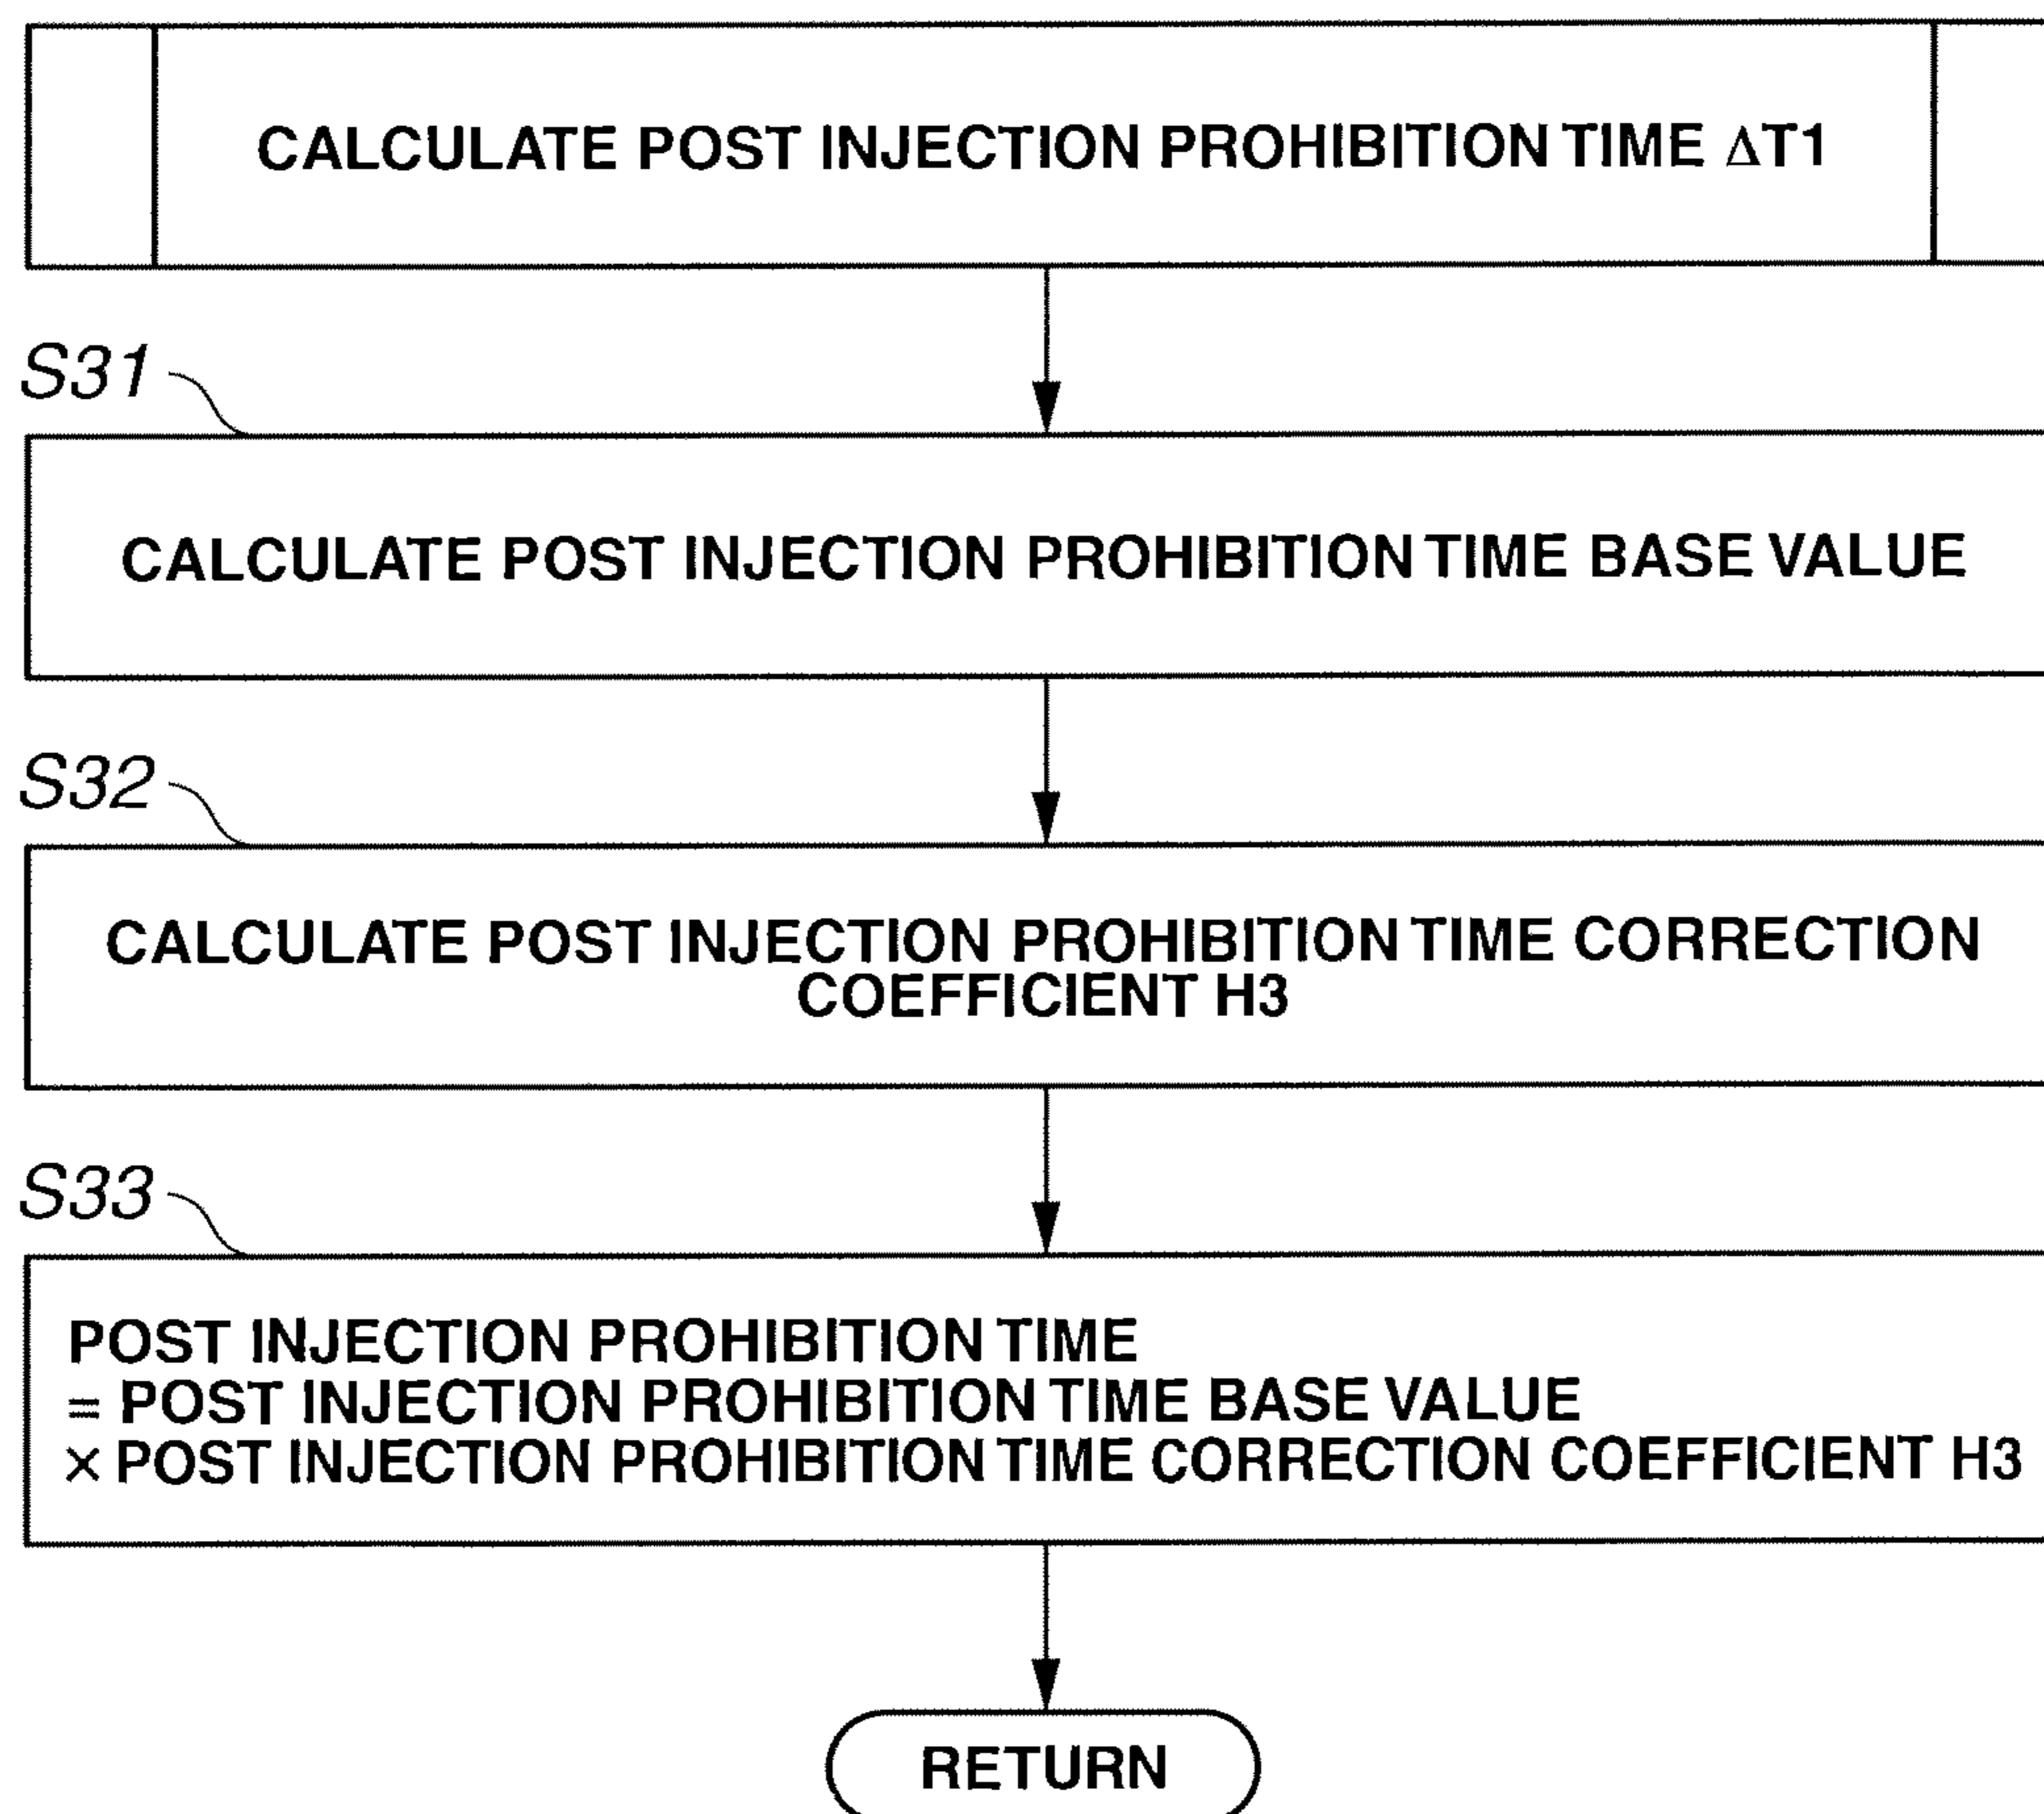 CALCULATE POST INJECTION PROHIBITION TIME ΔT1
S31
CALCULATE POST INJECTION PROHIBITION TIME BASE VALUE
S32
CALCULATE POST INJECTION PROHIBITION TIME CORRECTION
COEFFICIENT H3
S33
POST INJECTION PROHIBITION TIME
= POST INJECTION PROHIBITION TIME BASE VALUE
× POST INJECTION PROHIBITION TIME CORRECTION COEFFICIENT H3
RETURN